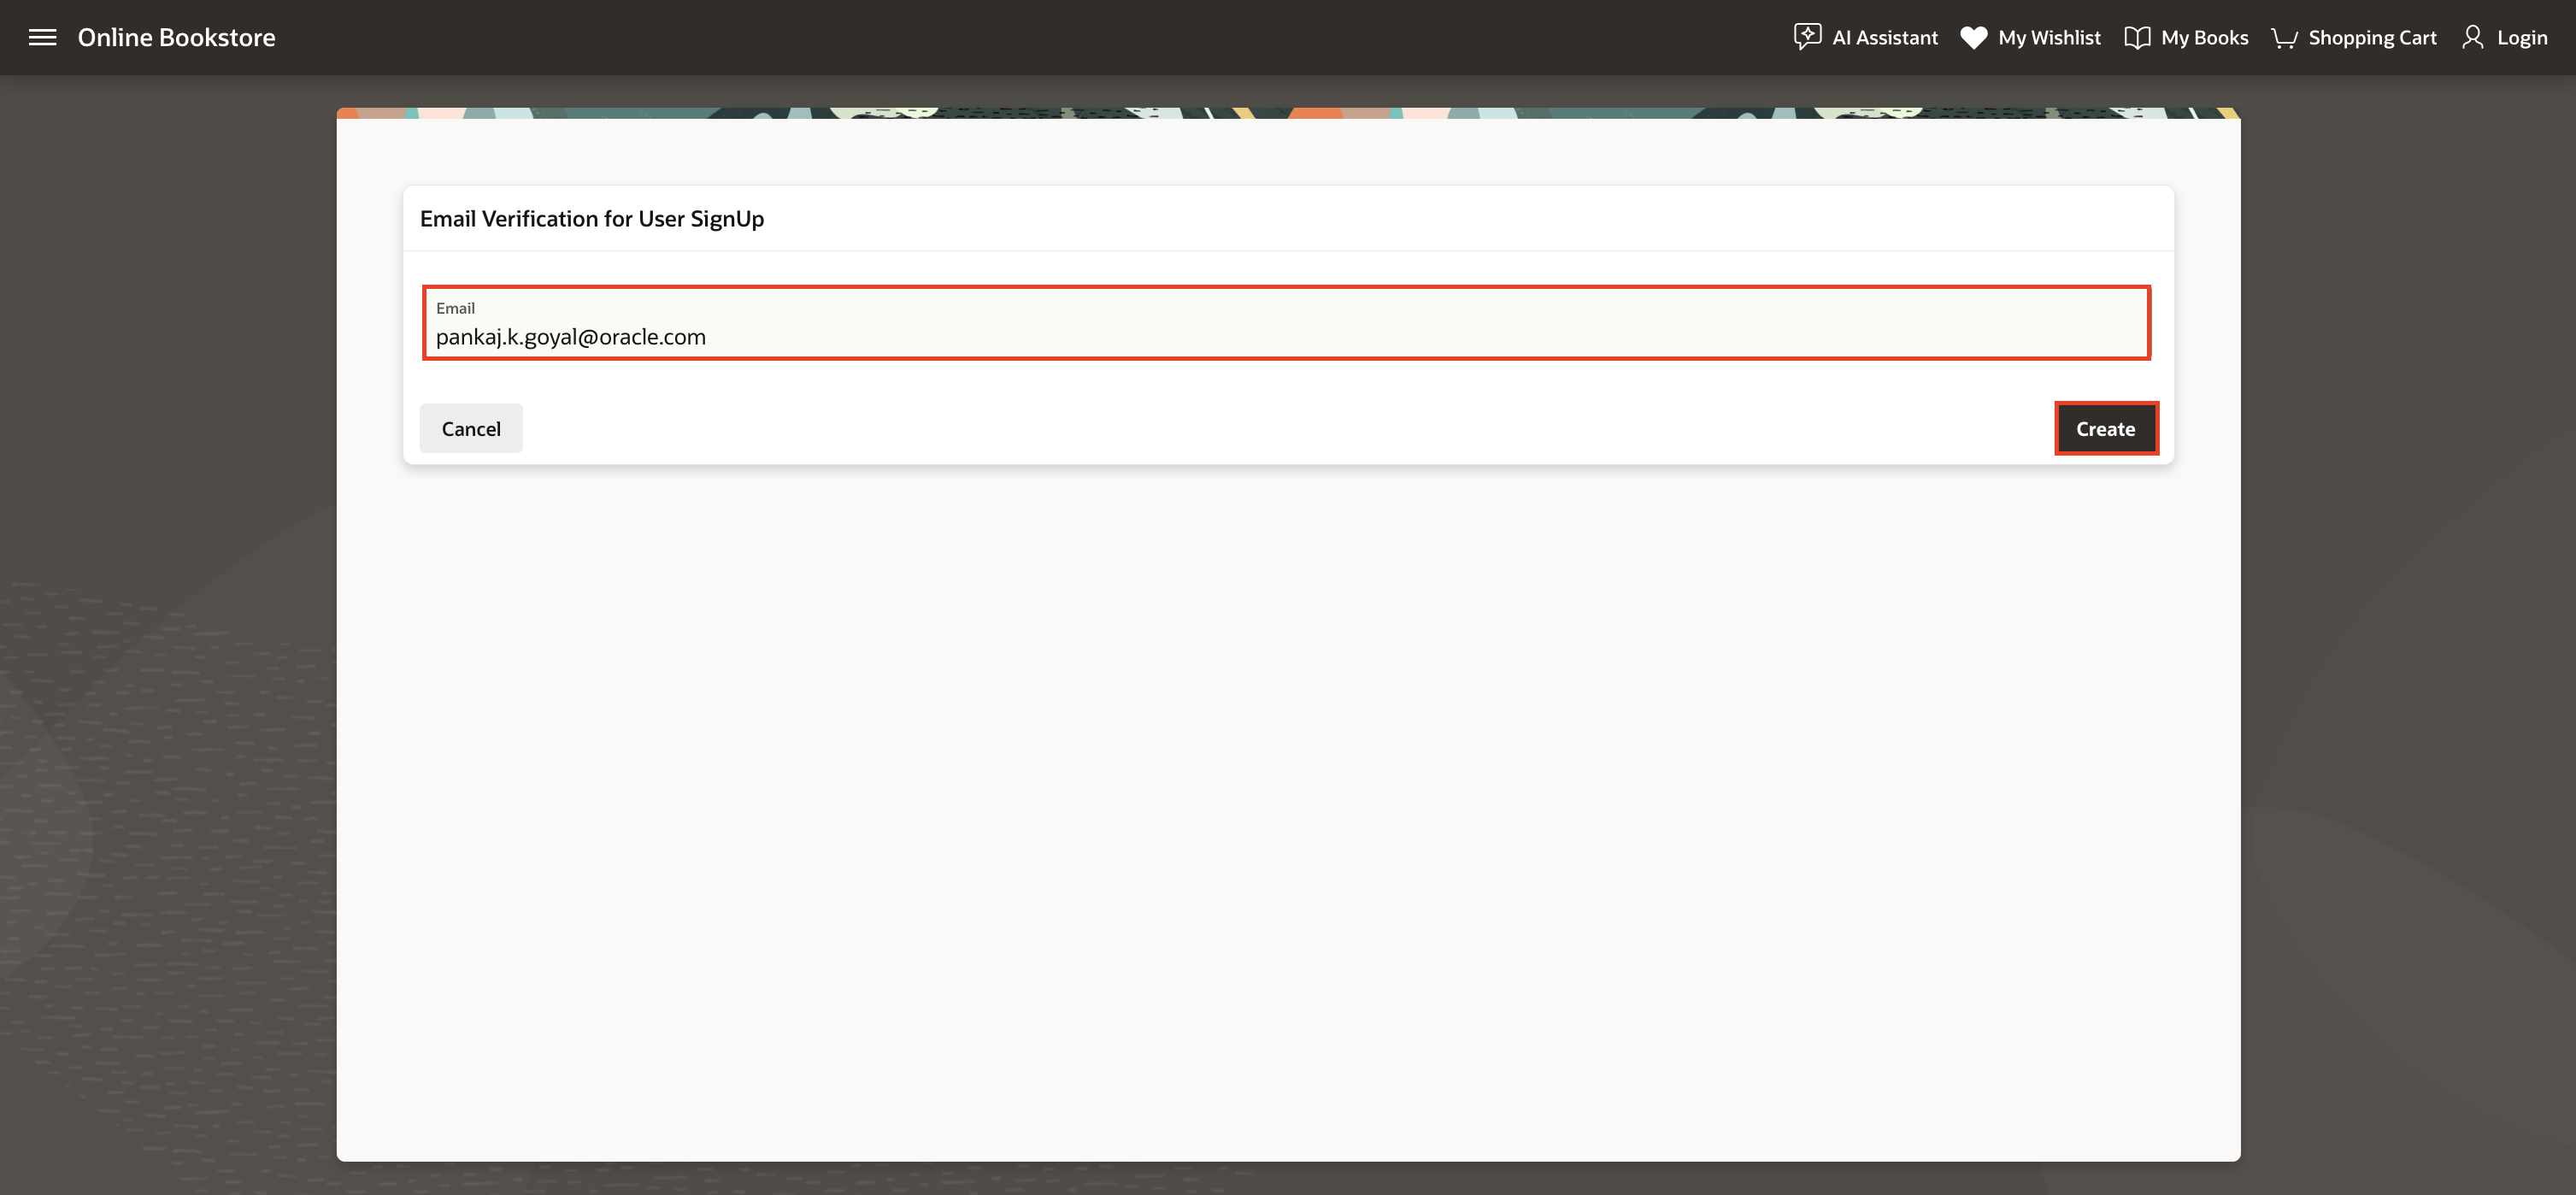 Online Bookstore
AI Assistant My Wishlist My Books Shopping Cart Login
Email Verification for User SignUp
Email
pankaj.k.goyal@oracle.com
Cancel Create